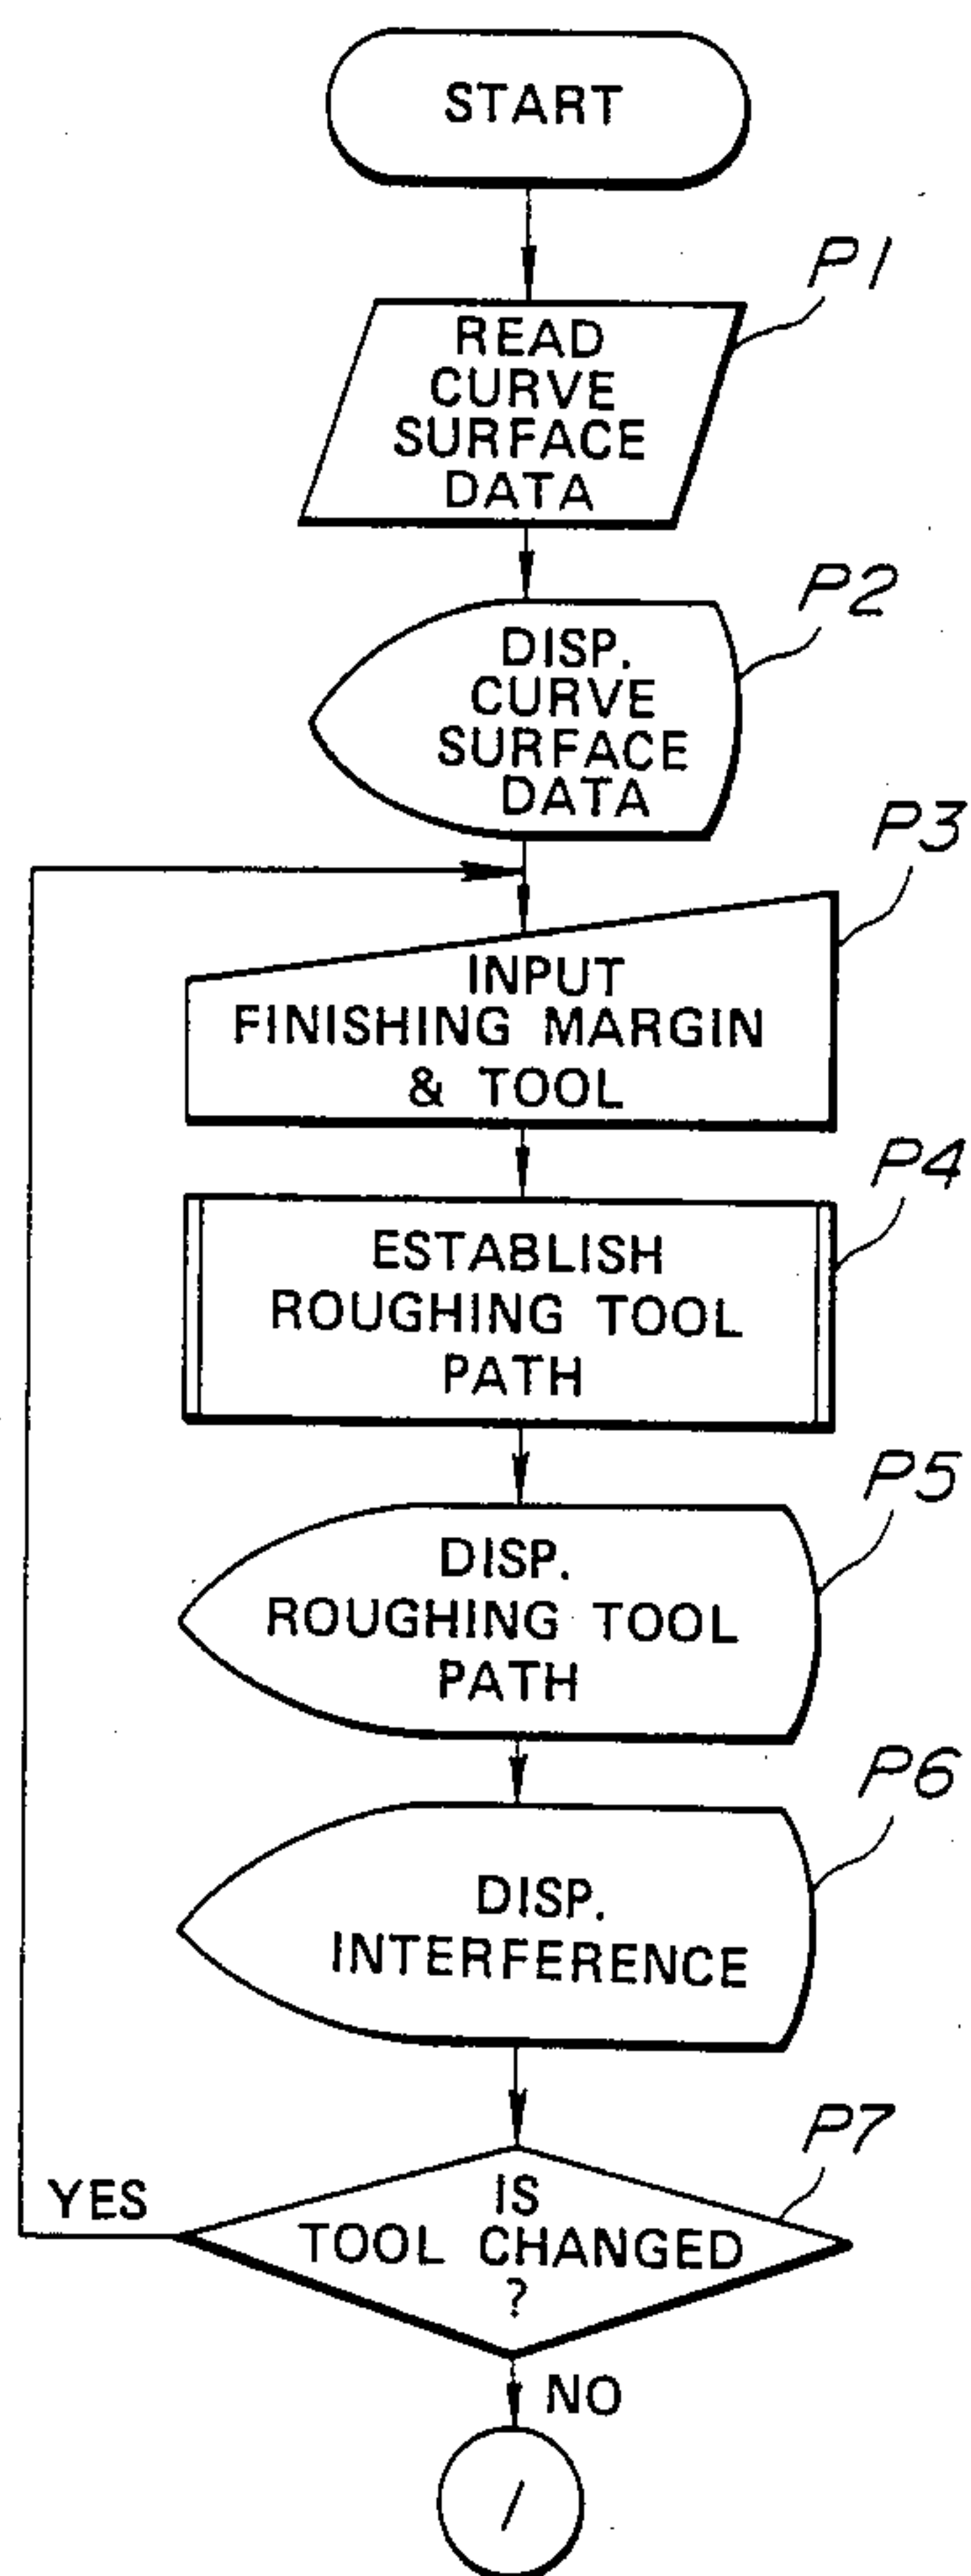 START
P1
READ
CURVE
SURFACE
DATA
P2
DISP.
CURVE
SURFACE
DATA
P3
INPUT
FINISHING MARGIN
& TOOL
P4
ESTABLISH
ROUGHING TOOL
PATH
P5
DISP.
ROUGHING TOOL
PATH
P6
DISP.
INTERFERENCE
P7
YES
IS
TOOL CHANGED
?
NO
1